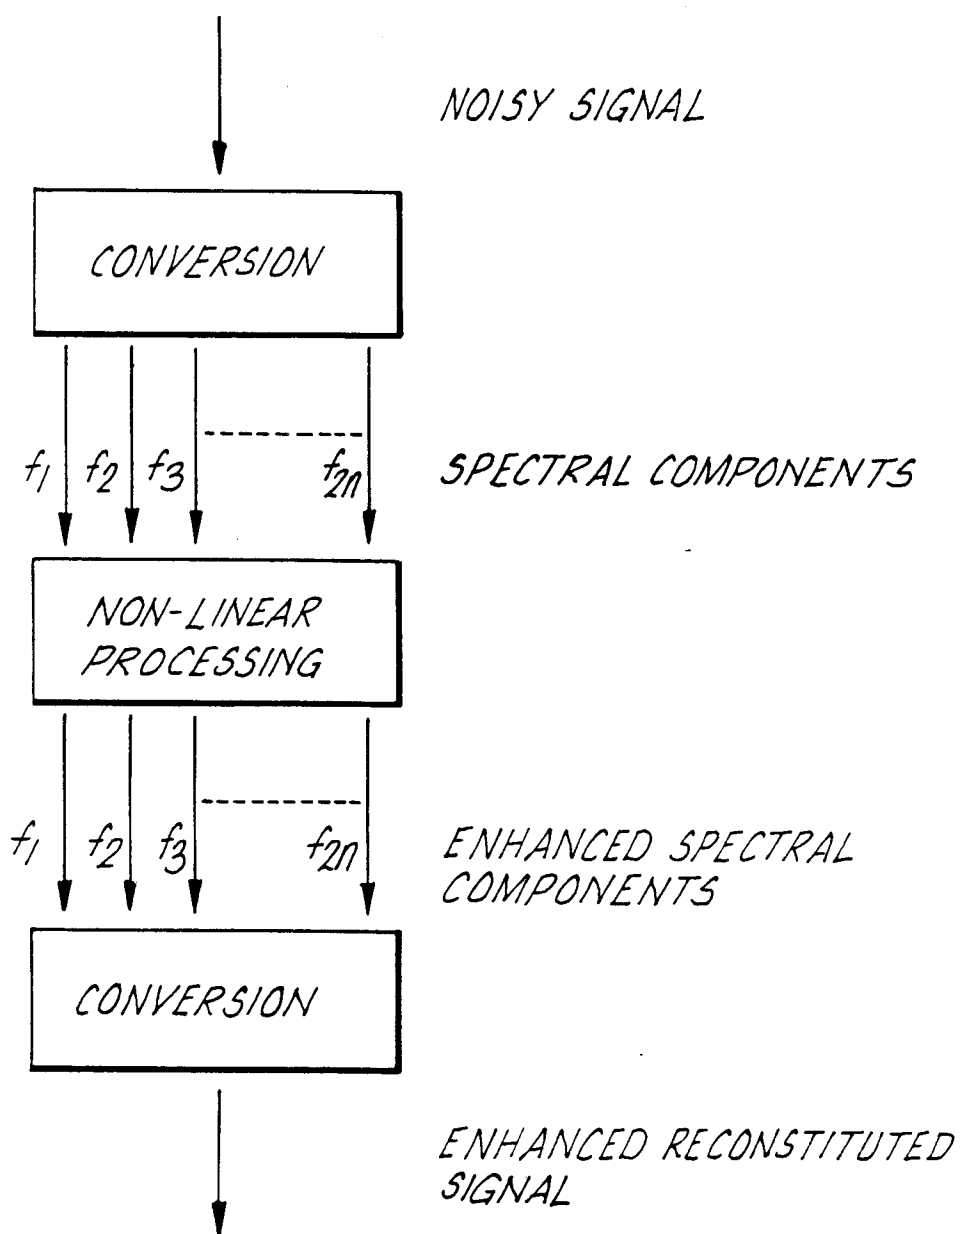 NOISY SIGNAL
CONVERSION
f1 f2 f3 f2n
SPECTRAL COMPONENTS
NON-LINEAR
PROCESSING
f1 f2 f3 f2n
ENHANCED SPECTRAL
COMPONENTS
CONVERSION
ENHANCED RECONSTITUTED
SIGNAL